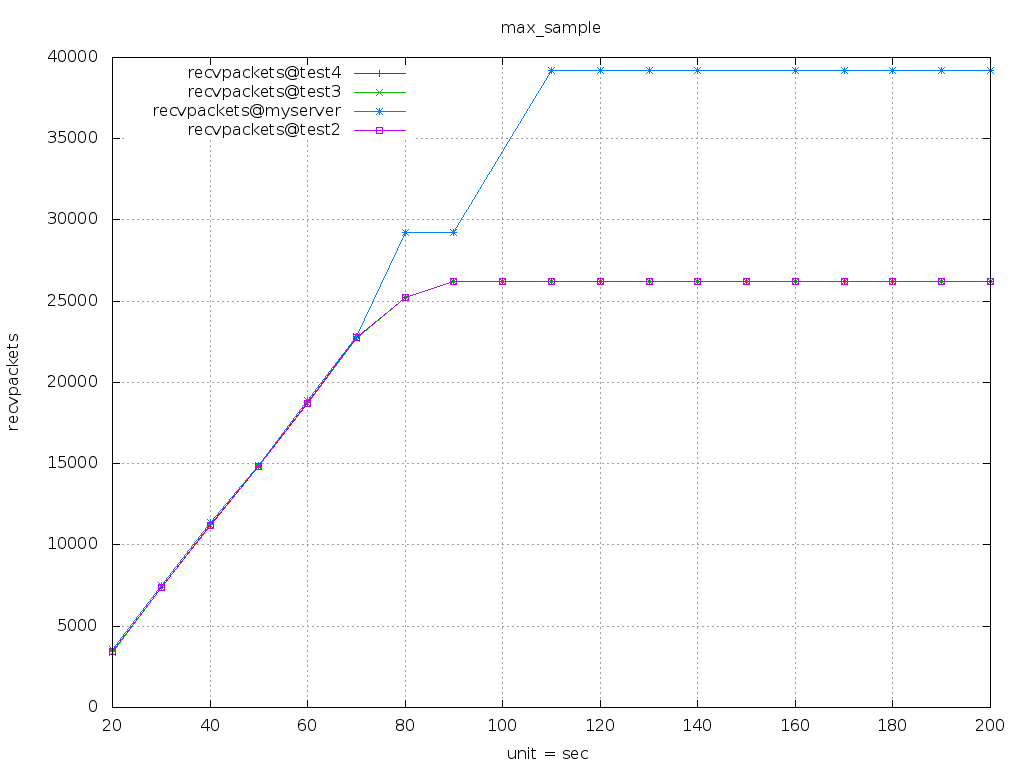 max_sample
recvpackets@test4
recvpackets@test3
recvpackets@myserver
recvpackets@test2
40000
35000
30000
25000
20000
15000
10000
5000
0
recvpackets
20 40 60 80 100 120 140 160 180 200
unit = sec